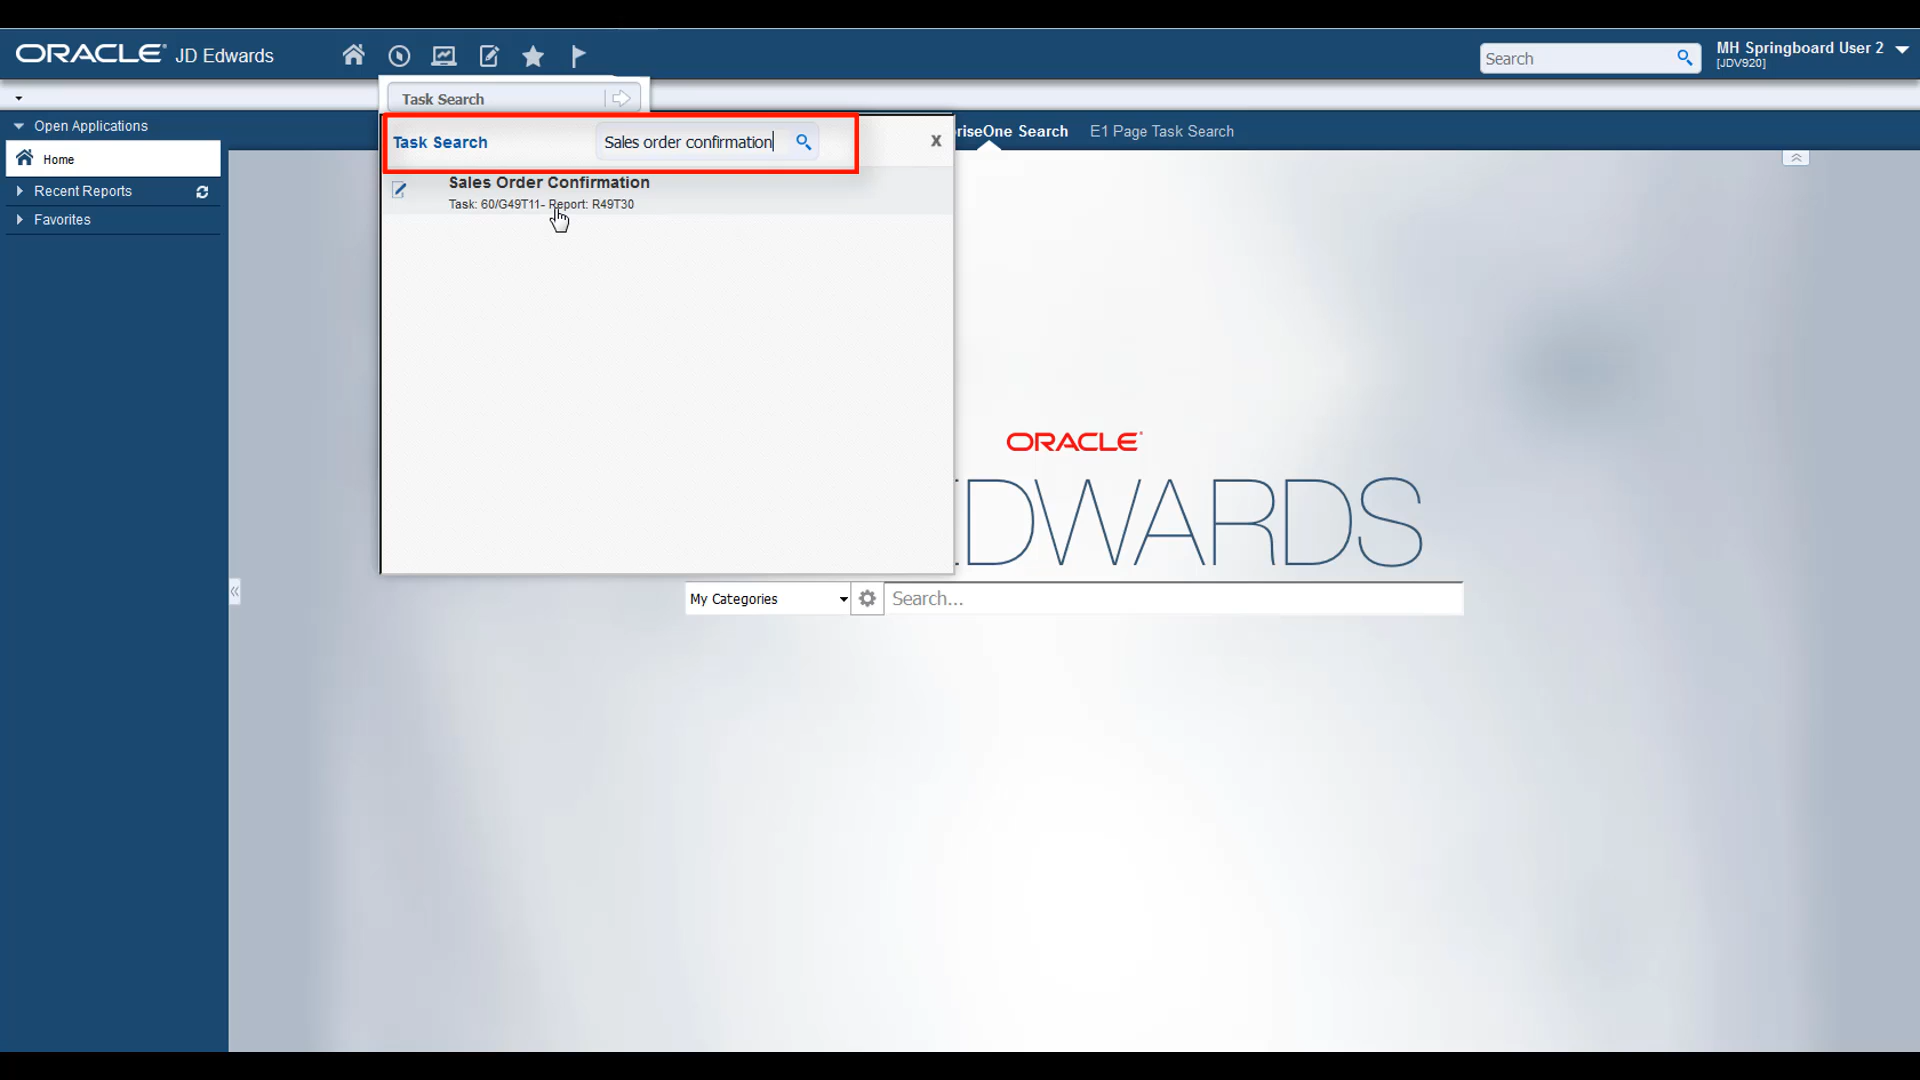 ORACLE JD Edwards
Search
MH Springboard User 2
[JDV920]
Task Search
Open Applications
Task Search
Sales order confirmation
X
riseOne Search
E1 Page Task Search
Home
Sales Order Confirmation
Recent Reports
Task: 60/G49T11- Report: R49T30
Favorites
ORACLE
EDWARDS
My Categories
Search...